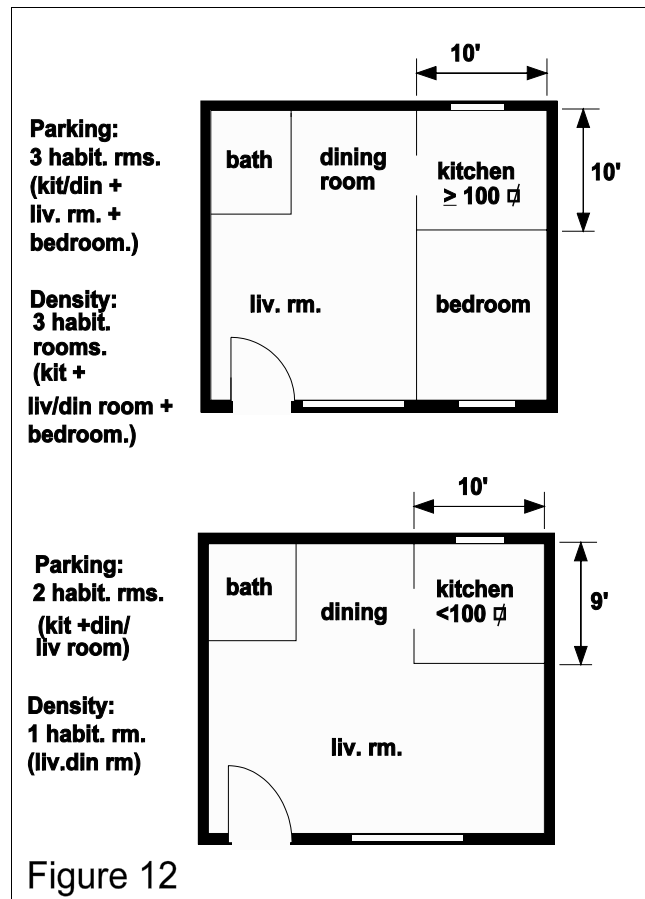 10'
Parking:
3 habit. rms.
(kit/din +
liv. rm. +
bedroom.)
bath
dining
room
kitchen
≥ 100 ⍁
10'
Density:
3 habit.
rooms.
(kit +
liv/din room +
bedroom.)
liv. rm.
bedroom
10'
Parking:
2 habit. rms.
(kit +din/
liv room)
bath
dining
kitchen
<100 ⍁
9'
Density:
1 habit. rm.
(liv.din rm)
liv. rm.
Figure 12